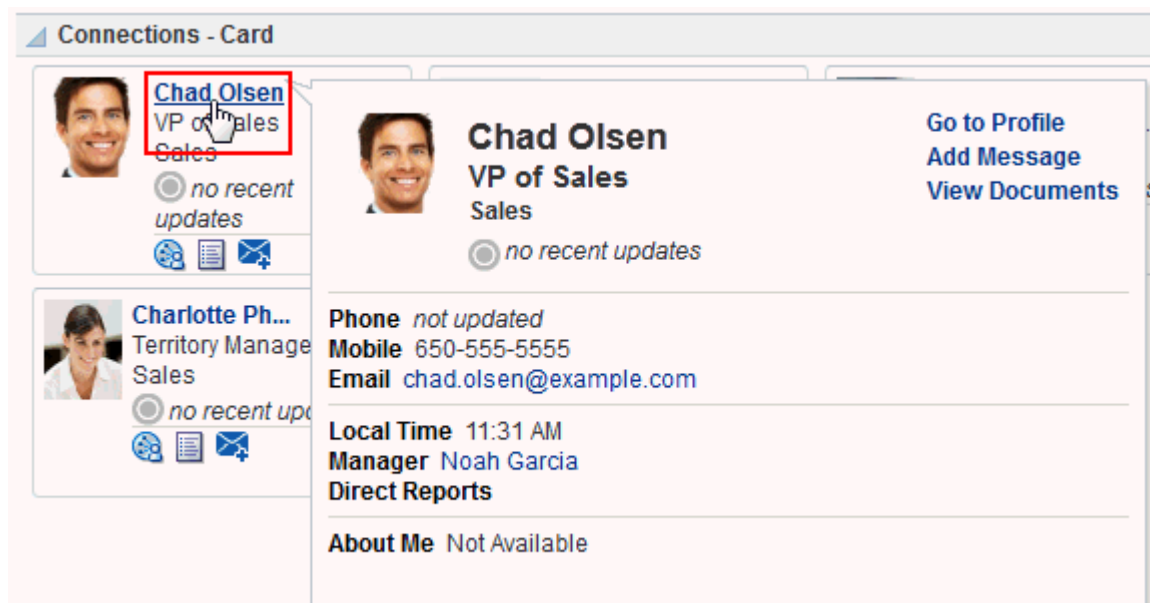 Connections - Card
Chad Olsen
VP of Sales
Sales
no recent
updates
Charlotte Ph...
Territory Manage
Sales
no recent upd
Chad Olsen
VP of Sales
Sales
no recent updates
Go to Profile
Add Message
View Documents
Phone not updated
Mobile 650-555-5555
Email chad.olsen@example.com
Local Time 11:31 AM
Manager Noah Garcia
Direct Reports
About Me Not Available